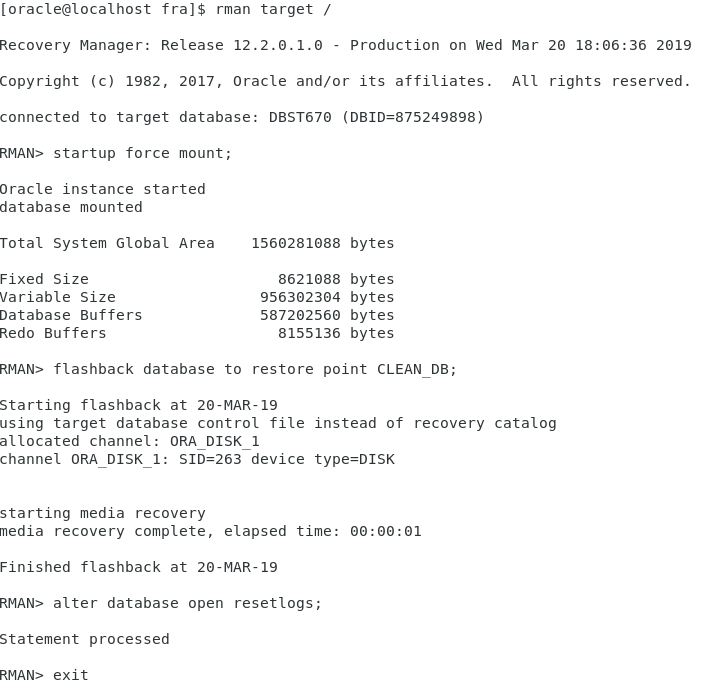 [oracle@localhost fra]$ rman target /
Recovery Manager: Release 12.2.0.1.0 - Production on Wed Mar 20 18:06:36 2019
Copyright (c) 1982, 2017, Oracle and/or its affiliates.  All rights reserved.
connected to target database: DBST670 (DBID=875249898)
RMAN> startup force mount;
Oracle instance started
database mounted
Total System Global Area    1560281088 bytes
Fixed Size                     8621088 bytes
Variable Size                956302304 bytes
Database Buffers             587202560 bytes
Redo Buffers                   8155136 bytes
RMAN> flashback database to restore point CLEAN_DB;
Starting flashback at 20-MAR-19
using target database control file instead of recovery catalog
allocated channel: ORA_DISK_1
channel ORA_DISK_1: SID=263 device type=DISK
starting media recovery
media recovery complete, elapsed time: 00:00:01
Finished flashback at 20-MAR-19
RMAN> alter database open resetlogs;
Statement processed
RMAN> exit